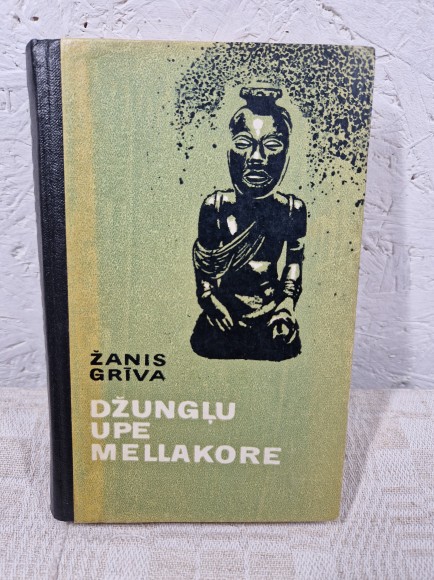 ŽANIS
GRĪVA
DŽUNGĻU
UPE
MELLAKORE